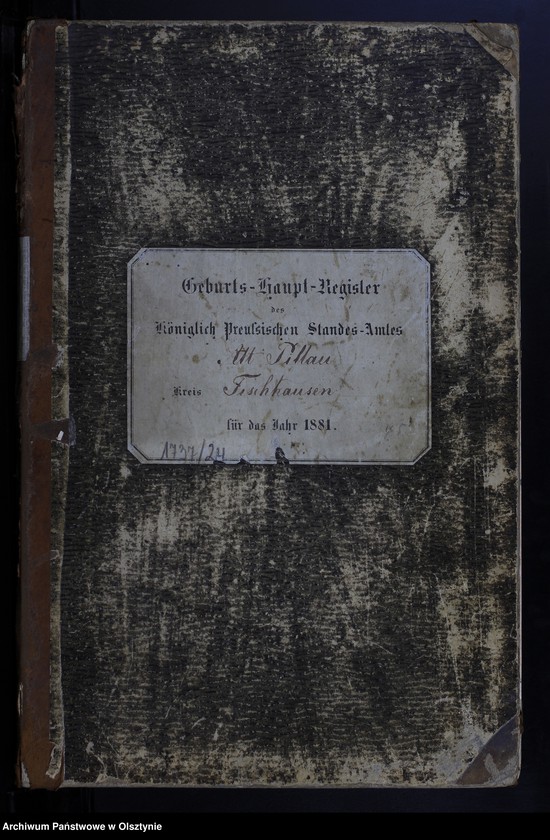 Geburts-Haupt-Register
des
Königlich Preußischen Standes-Amtes
Alt Pillau
Kreis Fischhausen
für das Jahr 1881.
1737/24
Archiwum Państwowe w Olsztynie